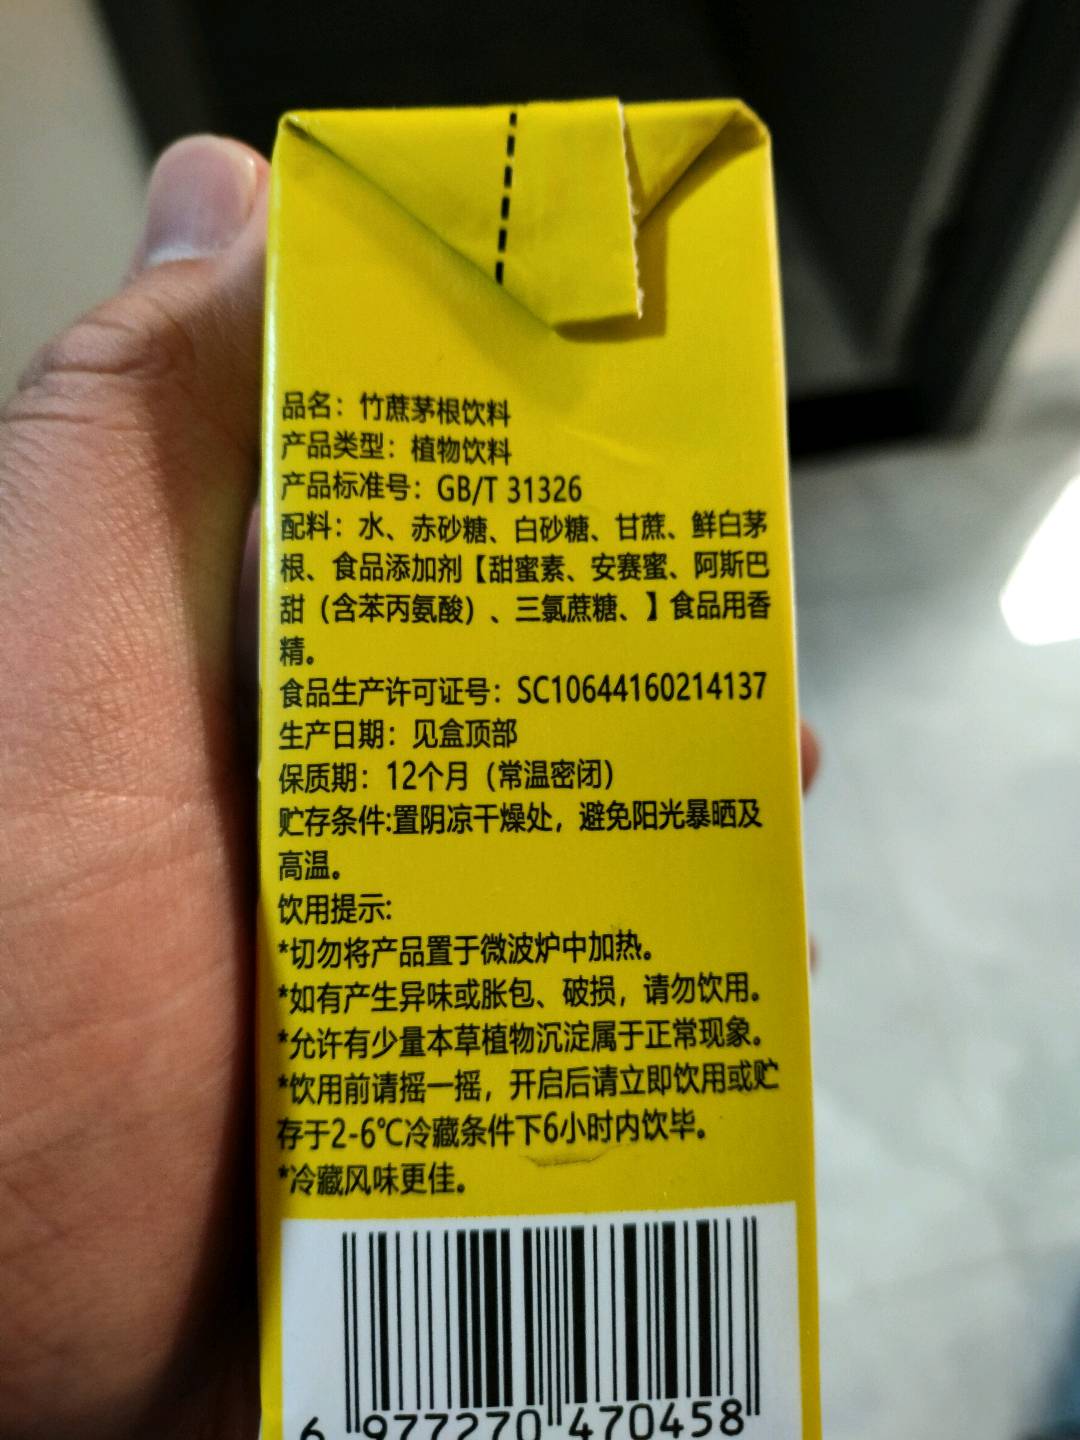 品名：竹蔗茅根饮料
产品类型：植物饮料
产品标准号：GB/T 31326
配料：水、赤砂糖、白砂糖、甘蔗、鲜白茅
根、食品添加剂【甜蜜素、安赛蜜、阿斯巴
甜（含苯丙氨酸）、三氯蔗糖、】食品用香
精。
食品生产许可证号：SC10644160214137
生产日期：见盒顶部
保质期：12个月（常温密闭）
贮存条件:置阴凉干燥处，避免阳光暴晒及
高温。
饮用提示:
*切勿将产品置于微波炉中加热。
*如有产生异味或胀包、破损，请勿饮用。
*允许有少量本草植物沉淀属于正常现象。
*饮用前请摇一摇，开启后请立即饮用或贮
存于2-6℃冷藏条件下6小时内饮毕。
*冷藏风味更佳。
6 977270 470458